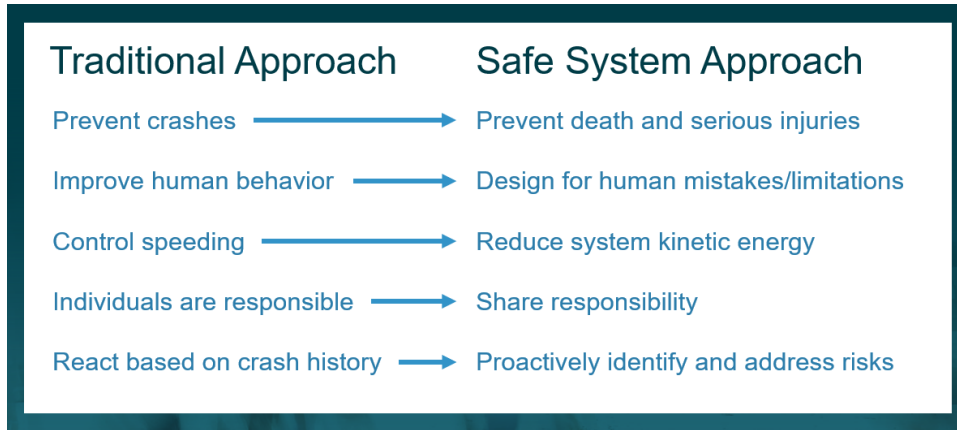 Traditional Approach Safe System Approach
Prevent crashes Prevent death and serious injuries
Improve human behavior Design for human mistakes/limitations
Control speeding Reduce system kinetic energy
Individuals are responsible Share responsibility
React based on crash history Proactively identify and address risks